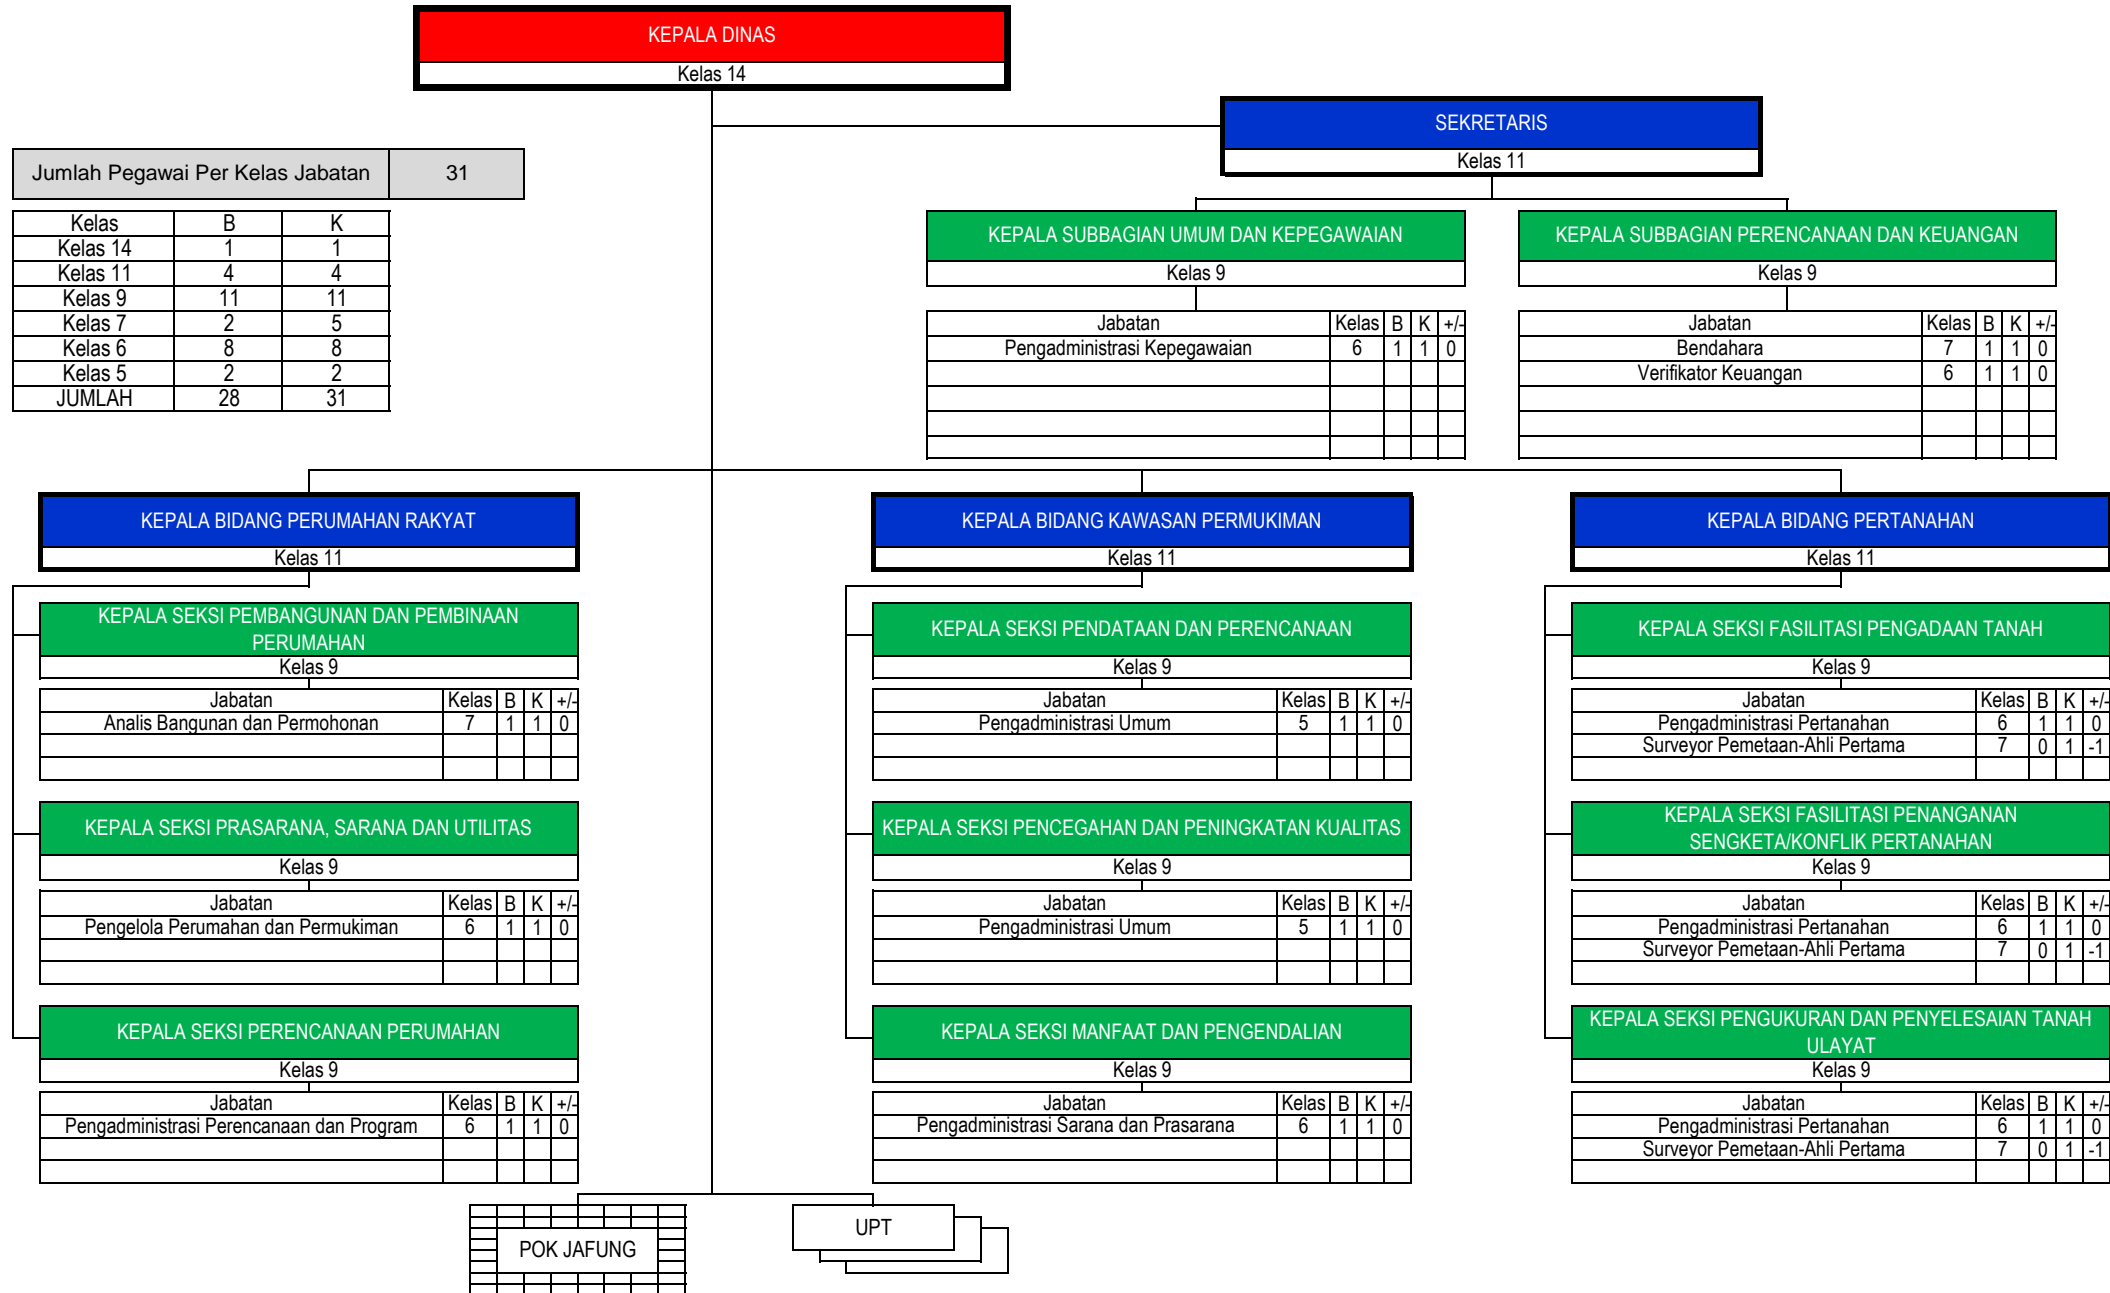 KEPALA DINAS
Kelas 14
SEKRETARIS
Kelas 11
Jumlah Pegawai Per Kelas Jabatan 31
Kelas B K
Kelas 14 1 1
Kelas 11 4 4
Kelas 9 11 11
Kelas 7 2 5
Kelas 6 8 8
Kelas 5 2 2
JUMLAH 28 31
KEPALA SUBBAGIAN UMUM DAN KEPEGAWAIAN
Kelas 9
Jabatan Kelas B K +/-
Pengadministrasi Kepegawaian 6 1 1 0
KEPALA SUBBAGIAN PERENCANAAN DAN KEUANGAN
Kelas 9
Jabatan Kelas B K +/-
Bendahara 7 1 1 0
Verifikator Keuangan 6 1 1 0
KEPALA BIDANG PERUMAHAN RAKYAT
Kelas 11
KEPALA SEKSI PEMBANGUNAN DAN PEMBINAAN
PERUMAHAN
Kelas 9
Jabatan Kelas B K +/-
Analis Bangunan dan Permohonan 7 1 1 0
KEPALA SEKSI PRASARANA, SARANA DAN UTILITAS
Kelas 9
Jabatan Kelas B K +/-
Pengelola Perumahan dan Permukiman 6 1 1 0
KEPALA SEKSI PERENCANAAN PERUMAHAN
Kelas 9
Jabatan Kelas B K +/-
Pengadministrasi Perencanaan dan Program 6 1 1 0
KEPALA BIDANG KAWASAN PERMUKIMAN
Kelas 11
KEPALA SEKSI PENDATAAN DAN PERENCANAAN
Kelas 9
Jabatan Kelas B K +/-
Pengadministrasi Umum 5 1 1 0
KEPALA SEKSI PENCEGAHAN DAN PENINGKATAN KUALITAS
Kelas 9
Jabatan Kelas B K +/-
Pengadministrasi Umum 5 1 1 0
KEPALA SEKSI MANFAAT DAN PENGENDALIAN
Kelas 9
Jabatan Kelas B K +/-
Pengadministrasi Sarana dan Prasarana 6 1 1 0
KEPALA BIDANG PERTANAHAN
Kelas 11
KEPALA SEKSI FASILITASI PENGADAAN TANAH
Kelas 9
Jabatan Kelas B K +/-
Pengadministrasi Pertanahan 6 1 1 0
Surveyor Pemetaan-Ahli Pertama 7 0 1 -1
KEPALA SEKSI FASILITASI PENANGANAN
SENGKETA/KONFLIK PERTANAHAN
Kelas 9
Jabatan Kelas B K +/-
Pengadministrasi Pertanahan 6 1 1 0
Surveyor Pemetaan-Ahli Pertama 7 0 1 -1
KEPALA SEKSI PENGUKURAN DAN PENYELESAIAN TANAH
ULAYAT
Kelas 9
Jabatan Kelas B K +/-
Pengadministrasi Pertanahan 6 1 1 0
Surveyor Pemetaan-Ahli Pertama 7 0 1 -1
POK JAFUNG
UPT